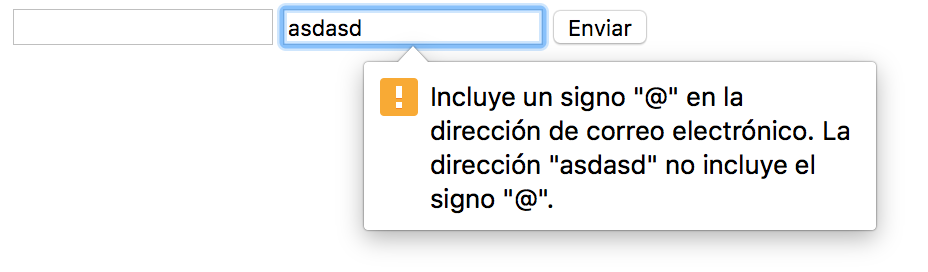 asdasd Enviar
Incluye un signo "@" en la
dirección de correo electrónico. La
dirección "asdasd" no incluye el
signo "@".